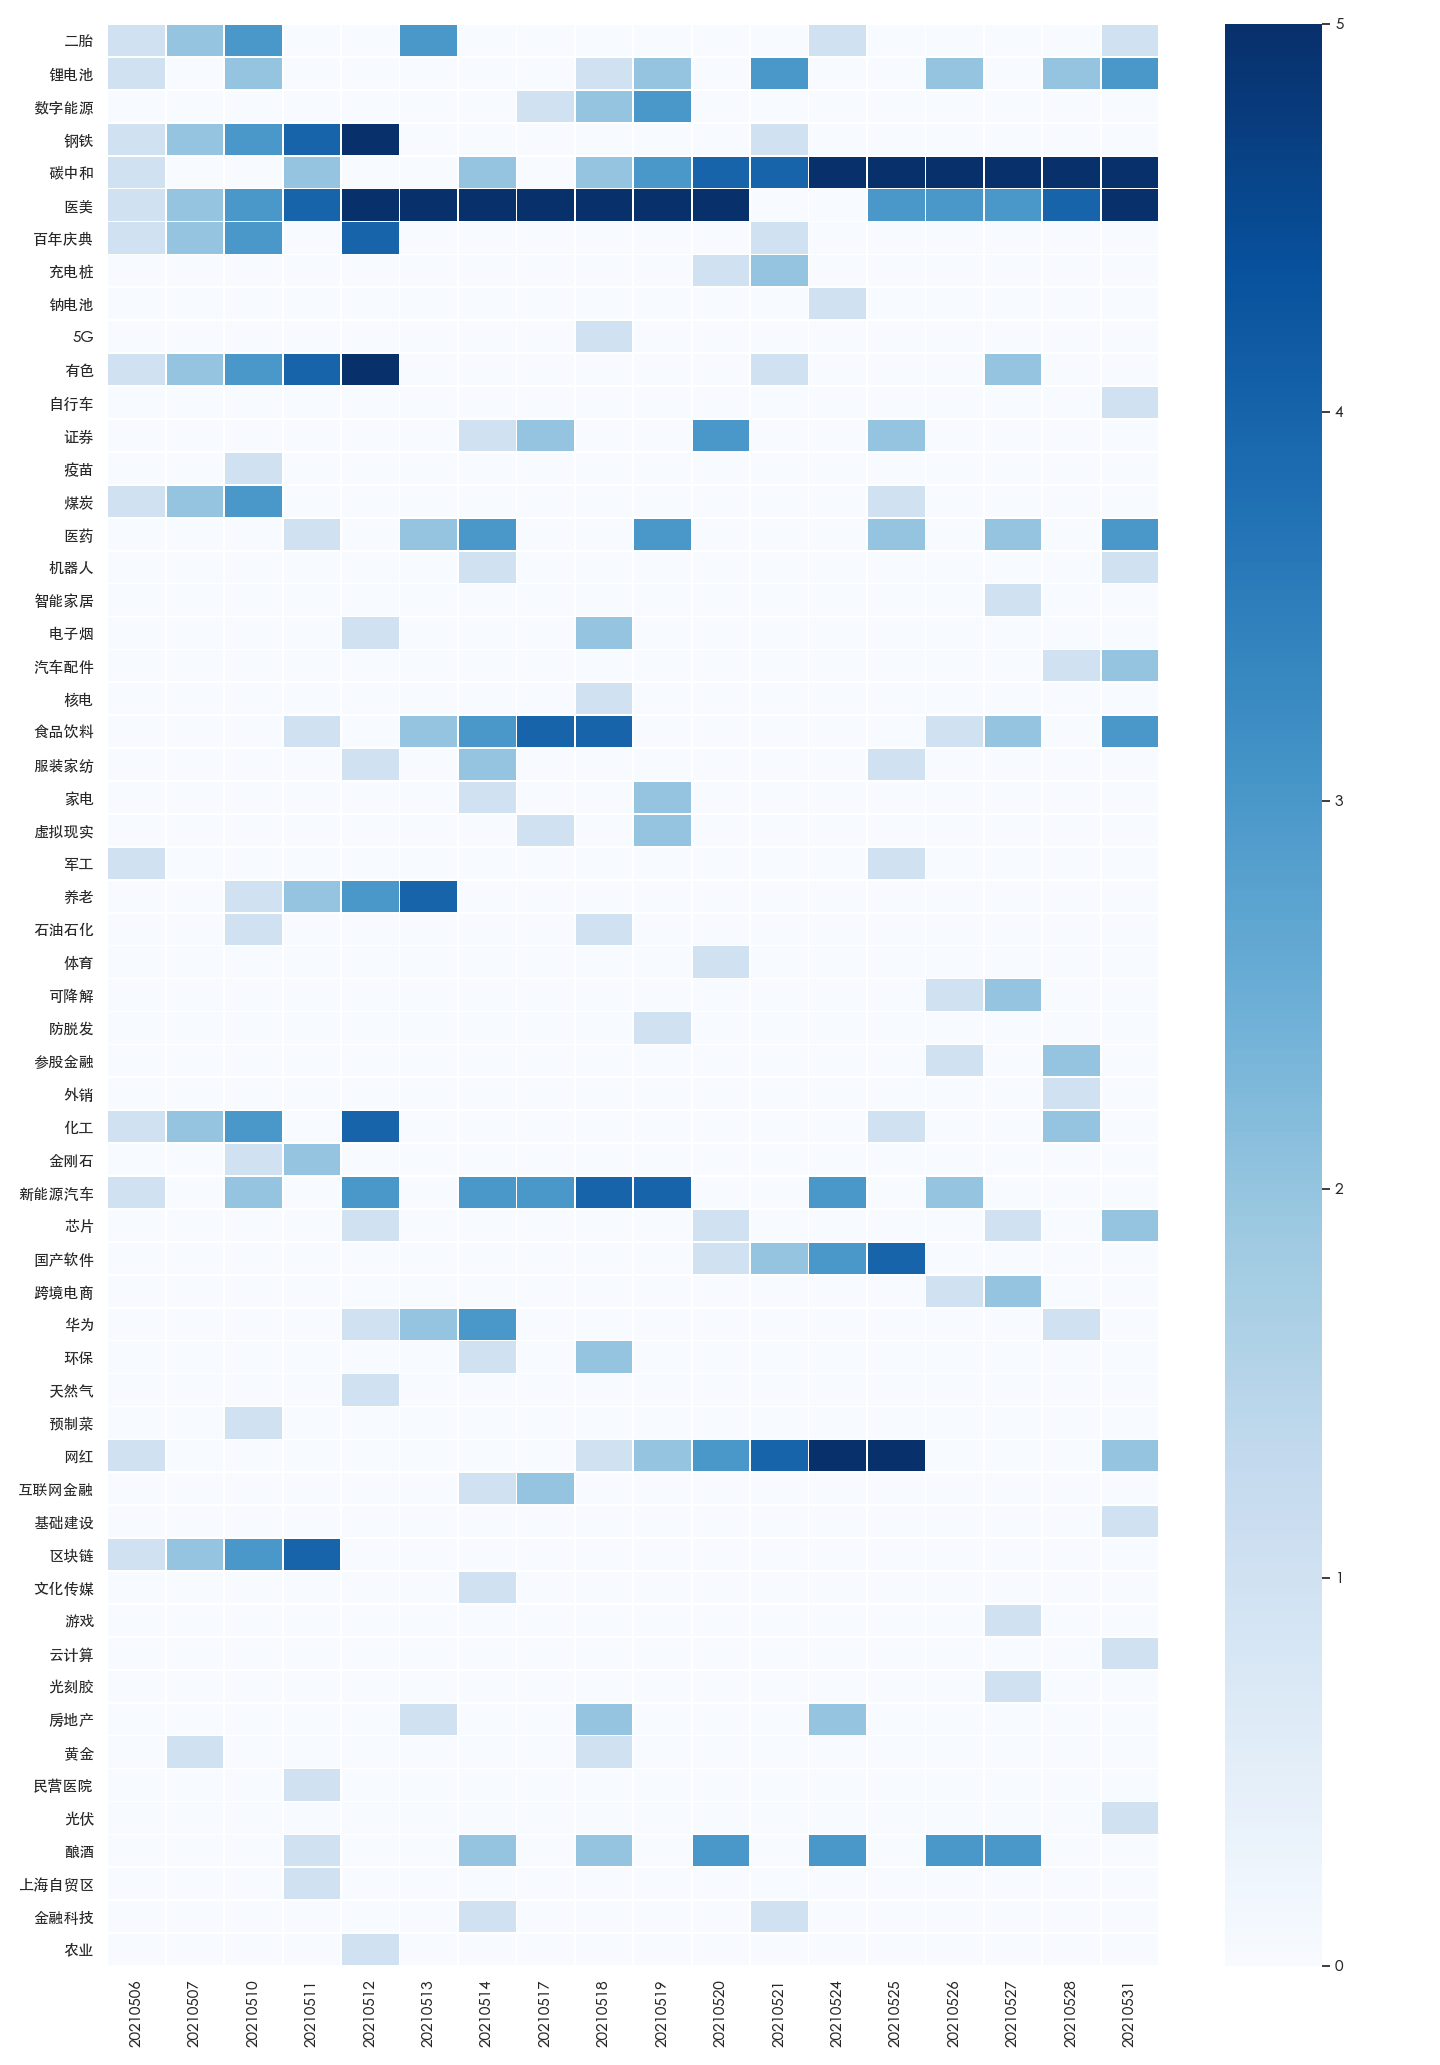 二胎
锂电池
数字能源
钢铁
碳中和
医美
百年庆典
充电桩
钠电池
5G
有色
自行车
证券
疫苗
煤炭
医药
机器人
智能家居
电子烟
汽车配件
核电
食品饮料
服装家纺
家电
虚拟现实
军工
养老
石油石化
体育
可降解
防脱发
参股金融
外销
化工
金刚石
新能源汽车
芯片
国产软件
跨境电商
华为
环保
天然气
预制菜
网红
互联网金融
基础建设
区块链
文化传媒
游戏
云计算
光刻胶
房地产
黄金
民营医院
光伏
酿酒
上海自贸区
金融科技
农业
20210506
20210507
20210510
20210511
20210512
20210513
20210514
20210517
20210518
20210519
20210520
20210521
20210524
20210525
20210526
20210527
20210528
20210531
5
4
3
2
1
0